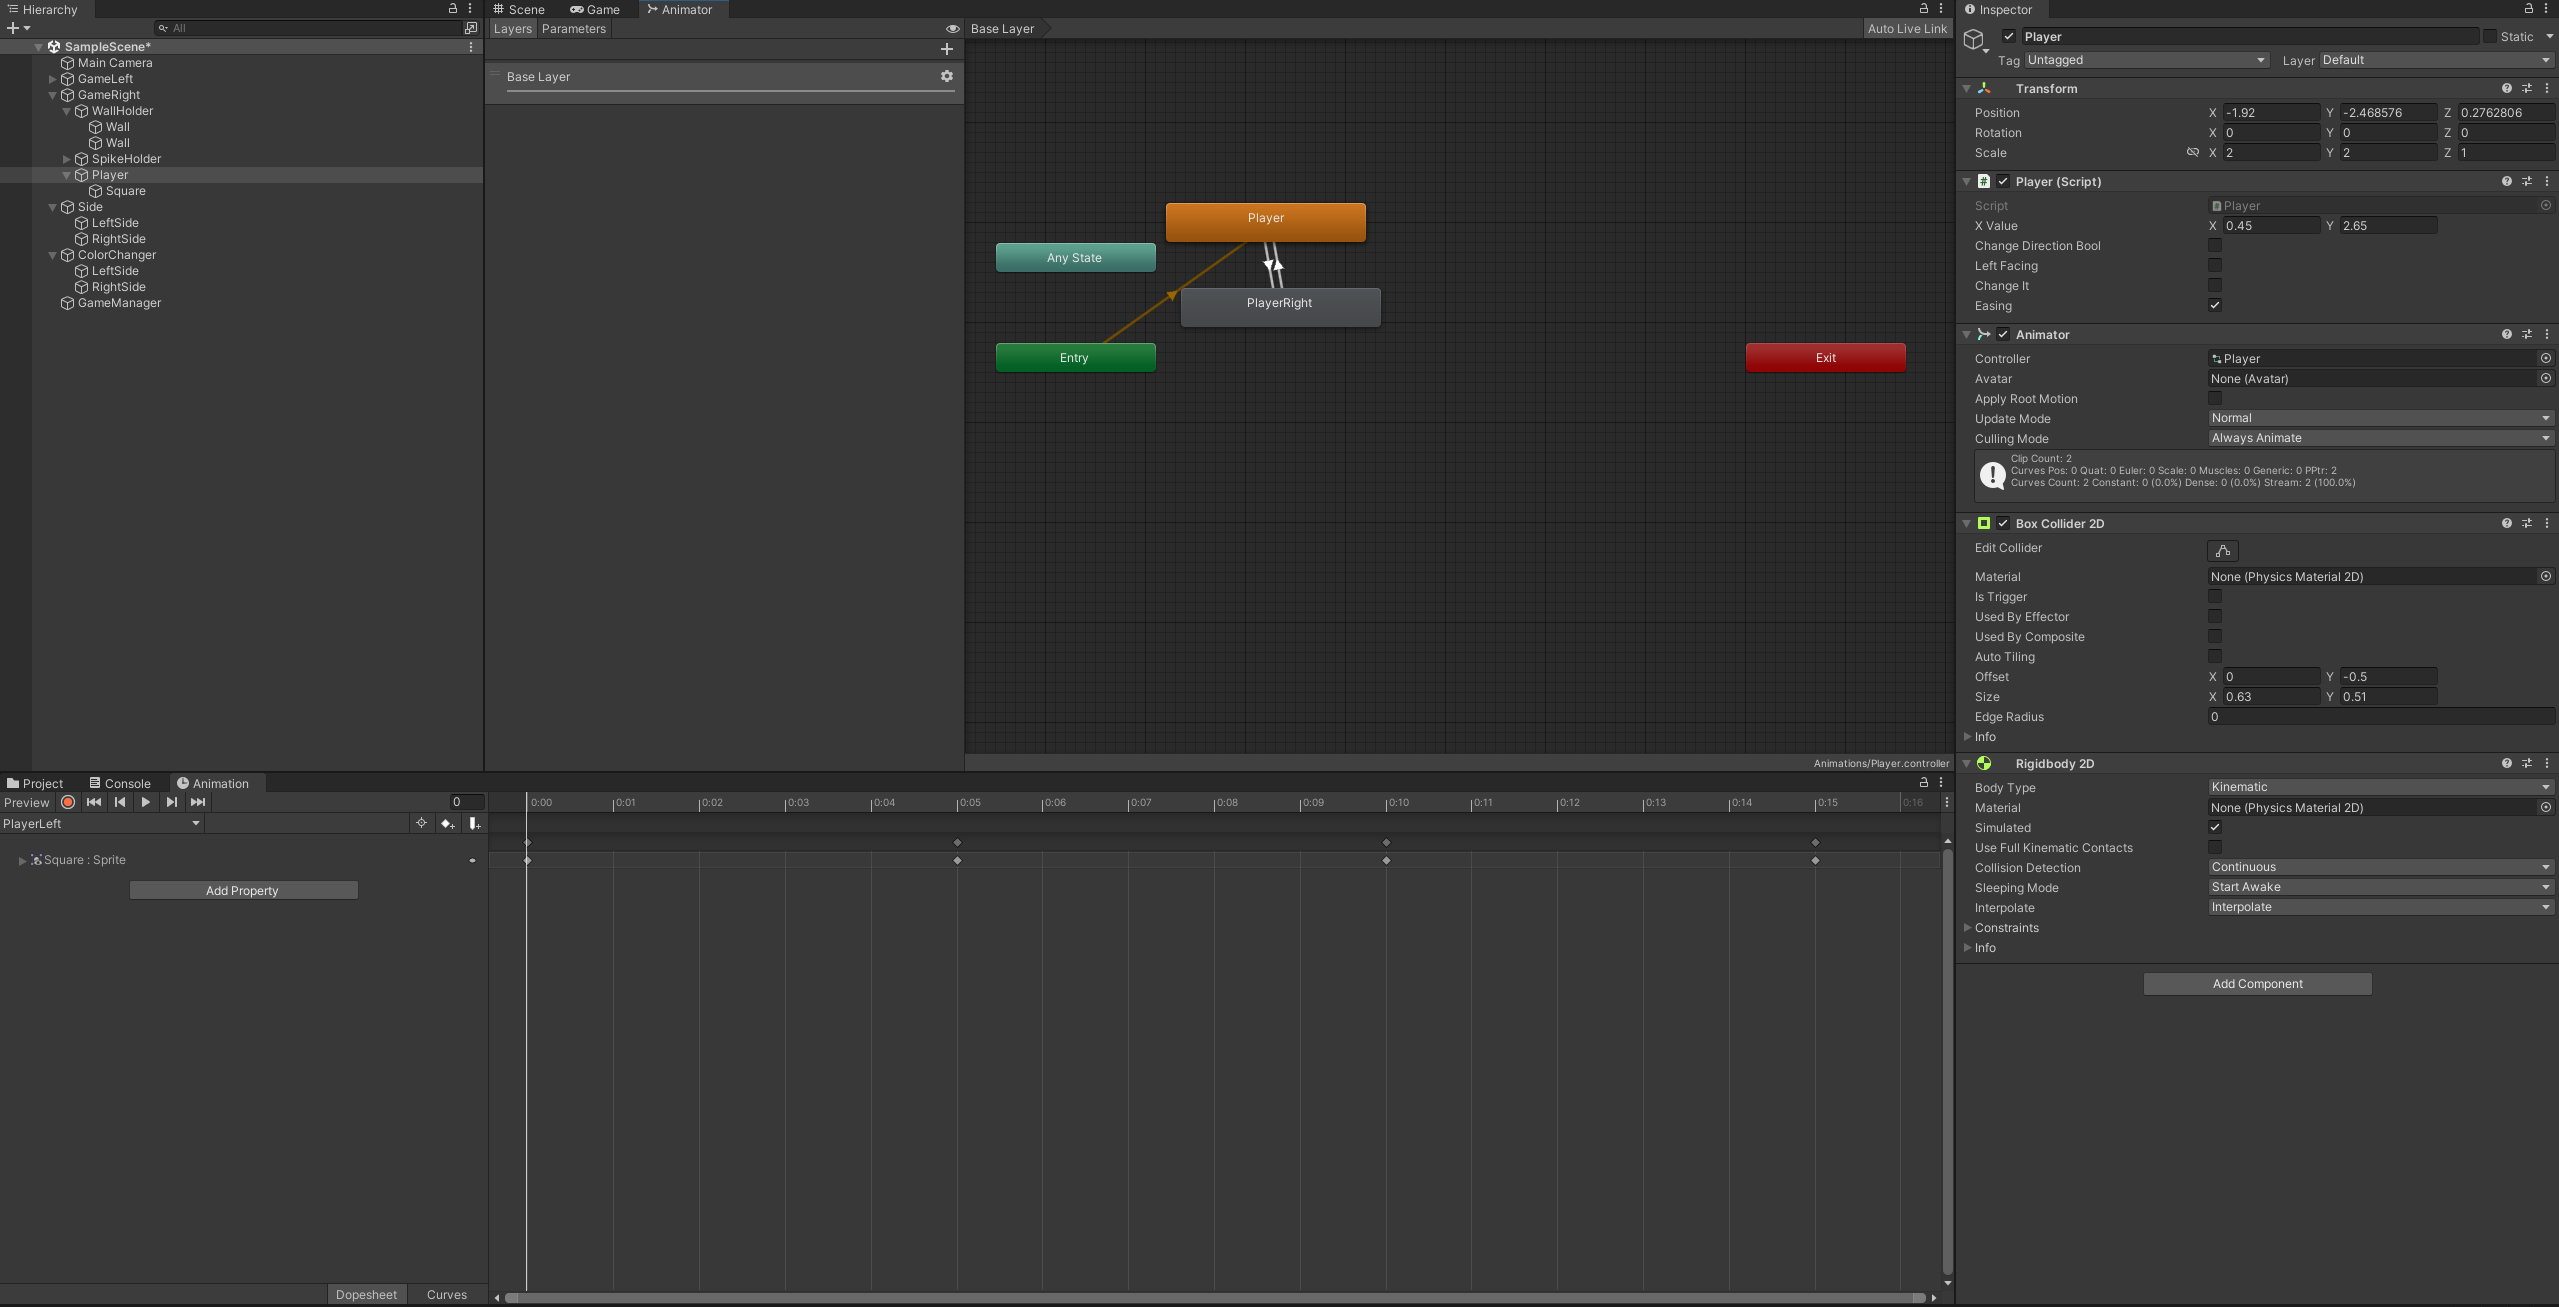 Hierarchy
All
SampleScene*
Main Camera
GameLeft
GameRight
WallHolder
Wall
Wall
SpikeHolder
Player
Square
Side
LeftSide
RightSide
ColorChanger
LeftSide
RightSide
GameManager
Scene Game Animator
Layers Parameters
Base Layer
Base Layer
Auto Live Link
Player
Any State
PlayerRight
Entry
Exit
Animations/Player.controller
Project Console Animation
Preview 0
PlayerLeft
Square : Sprite
Add Property
Dopesheet Curves
0:00 0:01 0:02 0:03 0:04 0:05 0:06 0:07 0:08 0:09 0:10 0:11 0:12 0:13 0:14 0:15 0:16
Inspector
Player Static
Tag Untagged Layer Default
Transform
Position X -1.92 Y -2.468576 Z 0.2762806
Rotation X 0 Y 0 Z 0
Scale X 2 Y 2 Z 1
# Player (Script)
Script Player
X Value X 0.45 Y 2.65
Change Direction Bool
Left Facing
Change It
Easing
Animator
Controller Player
Avatar None (Avatar)
Apply Root Motion
Update Mode Normal
Culling Mode Always Animate
Clip Count: 2
Curves Pos: 0 Quat: 0 Euler: 0 Scale: 0 Muscles: 0 Generic: 0 PPtr: 2
Curves Count: 2 Constant: 0 (0.0%) Dense: 0 (0.0%) Stream: 2 (100.0%)
Box Collider 2D
Edit Collider
Material None (Physics Material 2D)
Is Trigger
Used By Effector
Used By Composite
Auto Tiling
Offset X 0 Y -0.5
Size X 0.63 Y 0.51
Edge Radius 0
Info
Rigidbody 2D
Body Type Kinematic
Material None (Physics Material 2D)
Simulated
Use Full Kinematic Contacts
Collision Detection Continuous
Sleeping Mode Start Awake
Interpolate Interpolate
Constraints
Info
Add Component